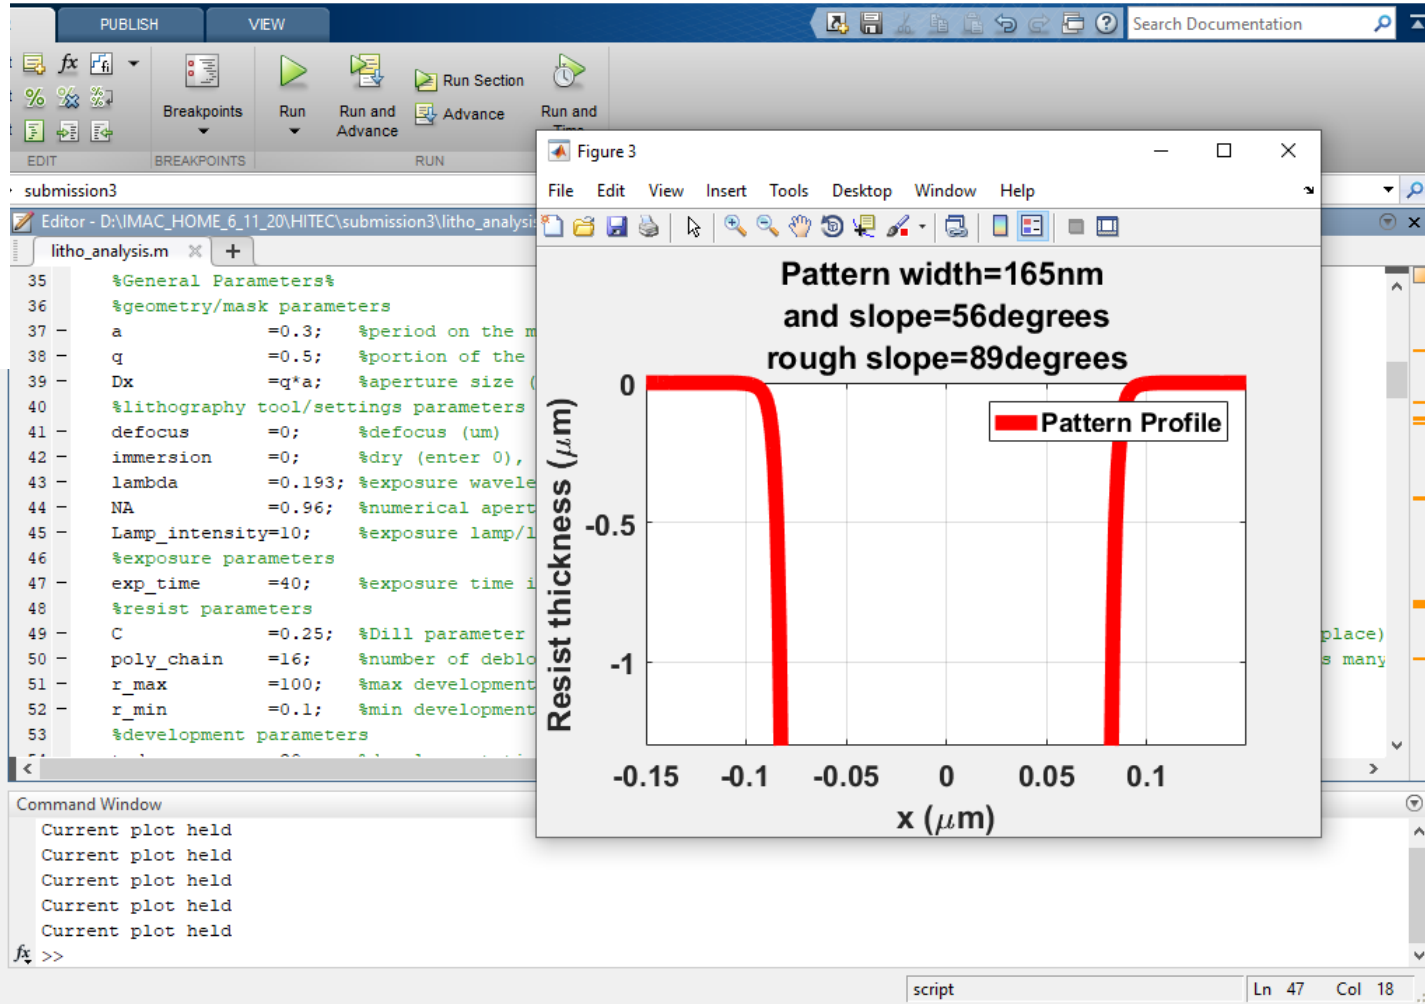 PUBLISH VIEW
Search Documentation
fx fi
Breakpoints Run Run and Advance Run Section Advance Run and Time
EDIT BREAKPOINTS RUN
submission3
Editor - D:\IMAC_HOME_6_11_20\HITEC\submission3\litho_analysi
litho_analysis.m
35 %General Parameters%
36 %geometry/mask parameters
37 – a =0.3; %period on the m
38 – q =0.5; %portion of the
39 – Dx =q*a; %aperture size (
40 %lithography tool/settings parameters
41 – defocus =0; %defocus (um)
42 – immersion =0; %dry (enter 0),
43 – lambda =0.193; %exposure wavele
44 – NA =0.96; %numerical apert
45 – Lamp_intensity=10; %exposure lamp/l
46 %exposure parameters
47 – exp_time =40; %exposure time i
48 %resist parameters
49 – C =0.25; %Dill parameter place)
50 – poly_chain =16; %number of deblo s many
51 – r_max =100; %max development
52 – r_min =0.1; %min development
53 %development parameters
Figure 3
File Edit View Insert Tools Desktop Window Help
Pattern width=165nm
and slope=56degrees
rough slope=89degrees
Pattern Profile
Resist thickness (μm)
0
-0.5
-1
-0.15 -0.1 -0.05 0 0.05 0.1
x (μm)
Command Window
Current plot held
Current plot held
Current plot held
Current plot held
Current plot held
fx >>
script Ln 47 Col 18